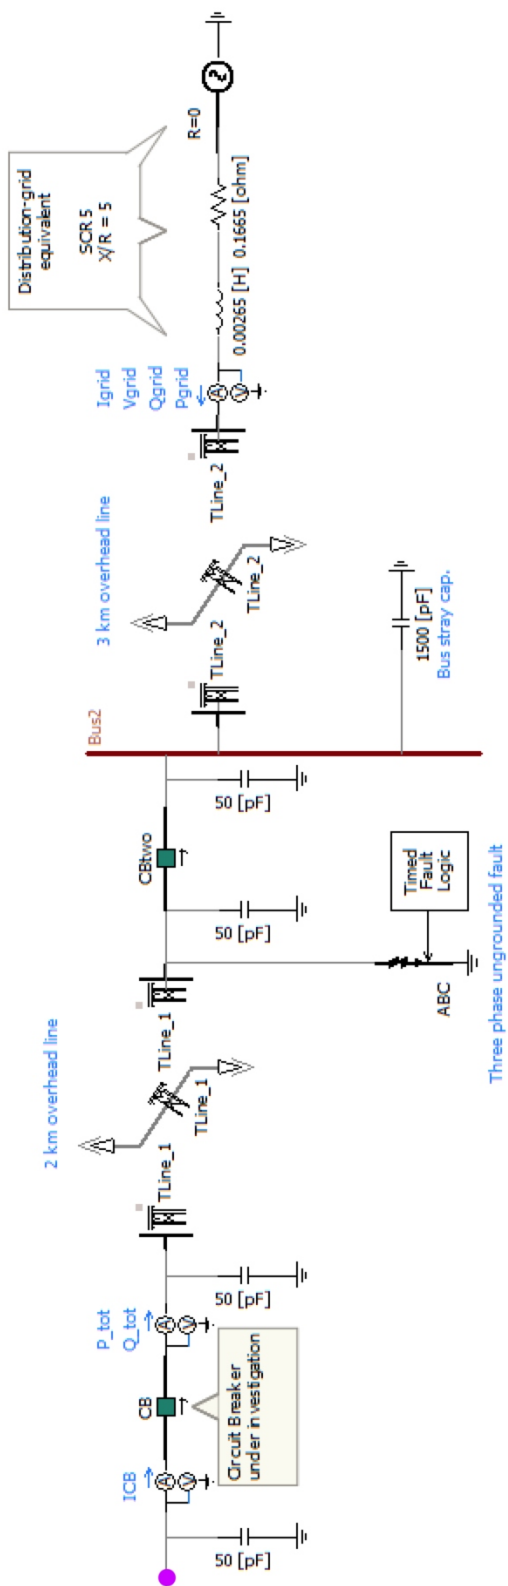 ICB
50 [pF]
CB
Circuit Breaker
under investigation
P_tot
Q_tot
50 [pF]
2 km overhead line
TLine_1
TLine_1
TLine_1
50 [pF]
ABC
Timed
Fault
Logic
Three phase ungrounded fault
CBtwo
50 [pF]
Bus2
1500 [pF]
Bus stray cap.
3 km overhead line
TLine_2
TLine_2
TLine_2
Igrid
Vgrid
Qgrid
Pgrid
A
V
A
V
A
V
0.00265 [H]
0.1665 [ohm]
Distribution-grid
equivalent
SCR 5
X/R = 5
R=0